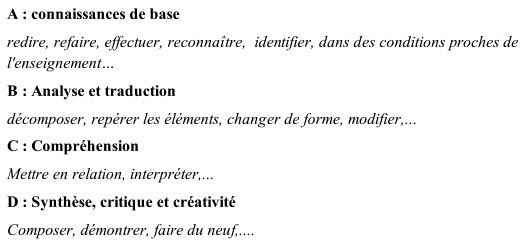 A : connaissances de base
redire, refaire, effectuer, reconnaître, identifier, dans des conditions proches de
l'enseignement…
B : Analyse et traduction
décomposer, repérer les éléments, changer de forme, modifier,...
C : Compréhension
Mettre en relation, interpréter,...
D : Synthèse, critique et créativité
Composer, démontrer, faire du neuf,....